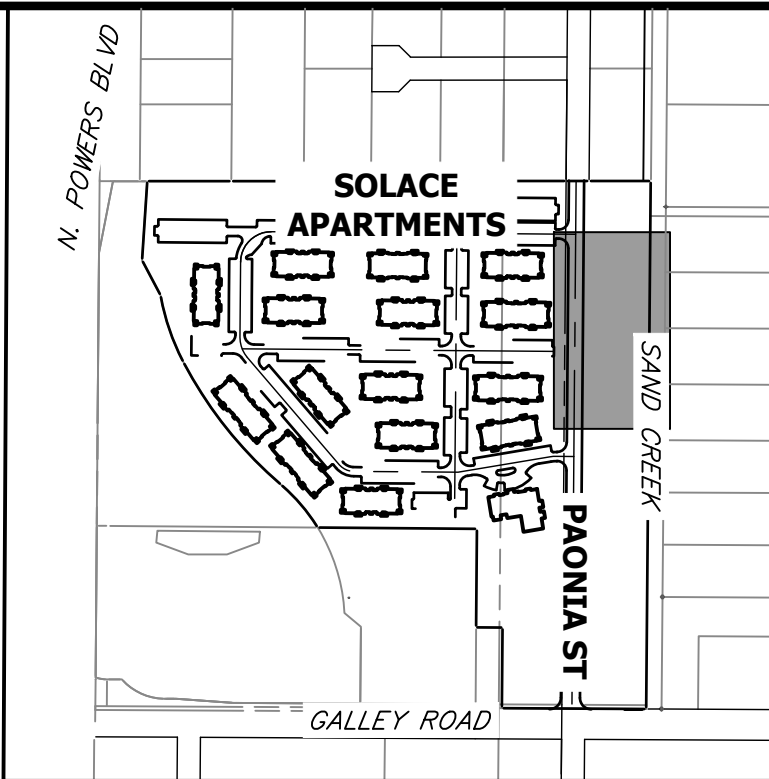 N. POWERS BLVD
SOLACE
APARTMENTS
SAND CREEK
PAONIA ST
GALLEY ROAD